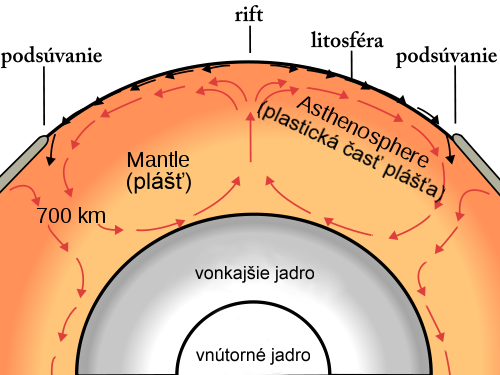 rift
litosféra
podsúvanie
podsúvanie
Asthenosphere
(plastická časť plášťa)
Mantle
(plášť)
700 km
vonkajšie jadro
vnútorné jadro